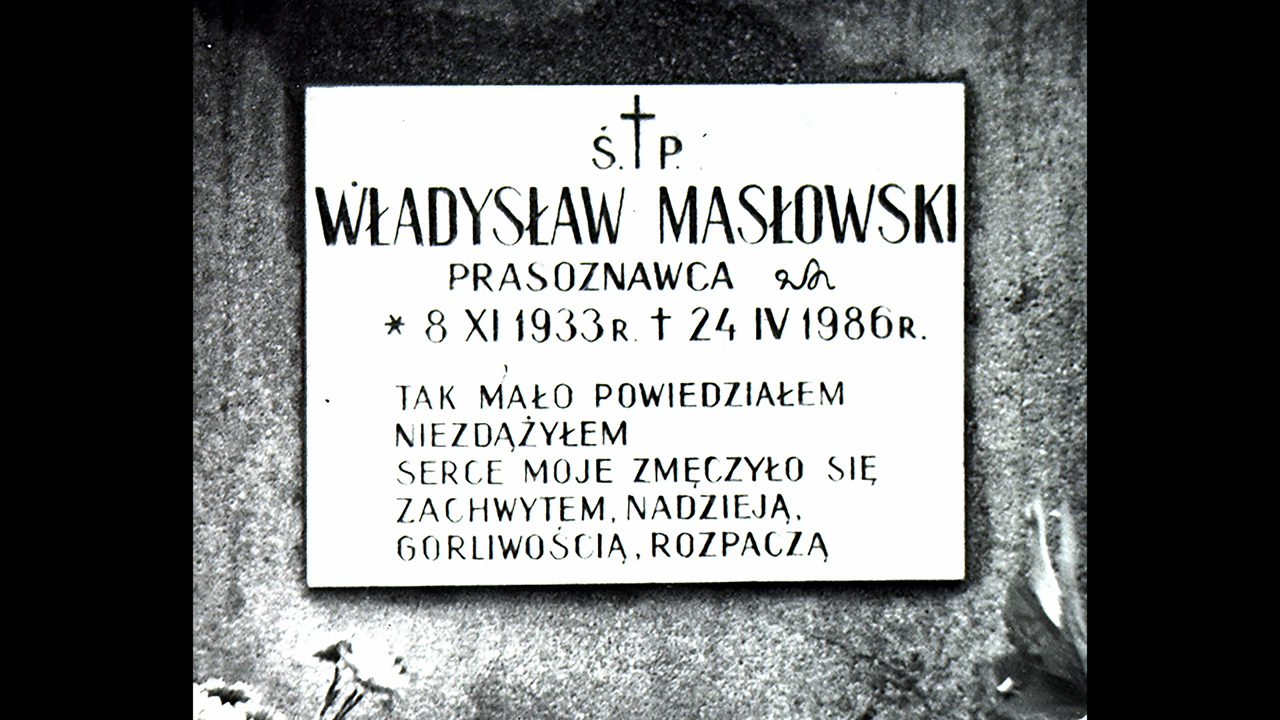 Ś. † P.
WŁADYSŁAW MASŁOWSKI
PRASOZNAWCA
* 8 XI 1933 R. † 24 IV 1986 R.
TAK MAŁO POWIEDZIAŁEM
NIEZDĄŻYŁEM
SERCE MOJE ZMĘCZYŁO SIĘ
ZACHWYTEM, NADZIEJĄ,
GORLIWOŚCIĄ, ROZPACZĄ